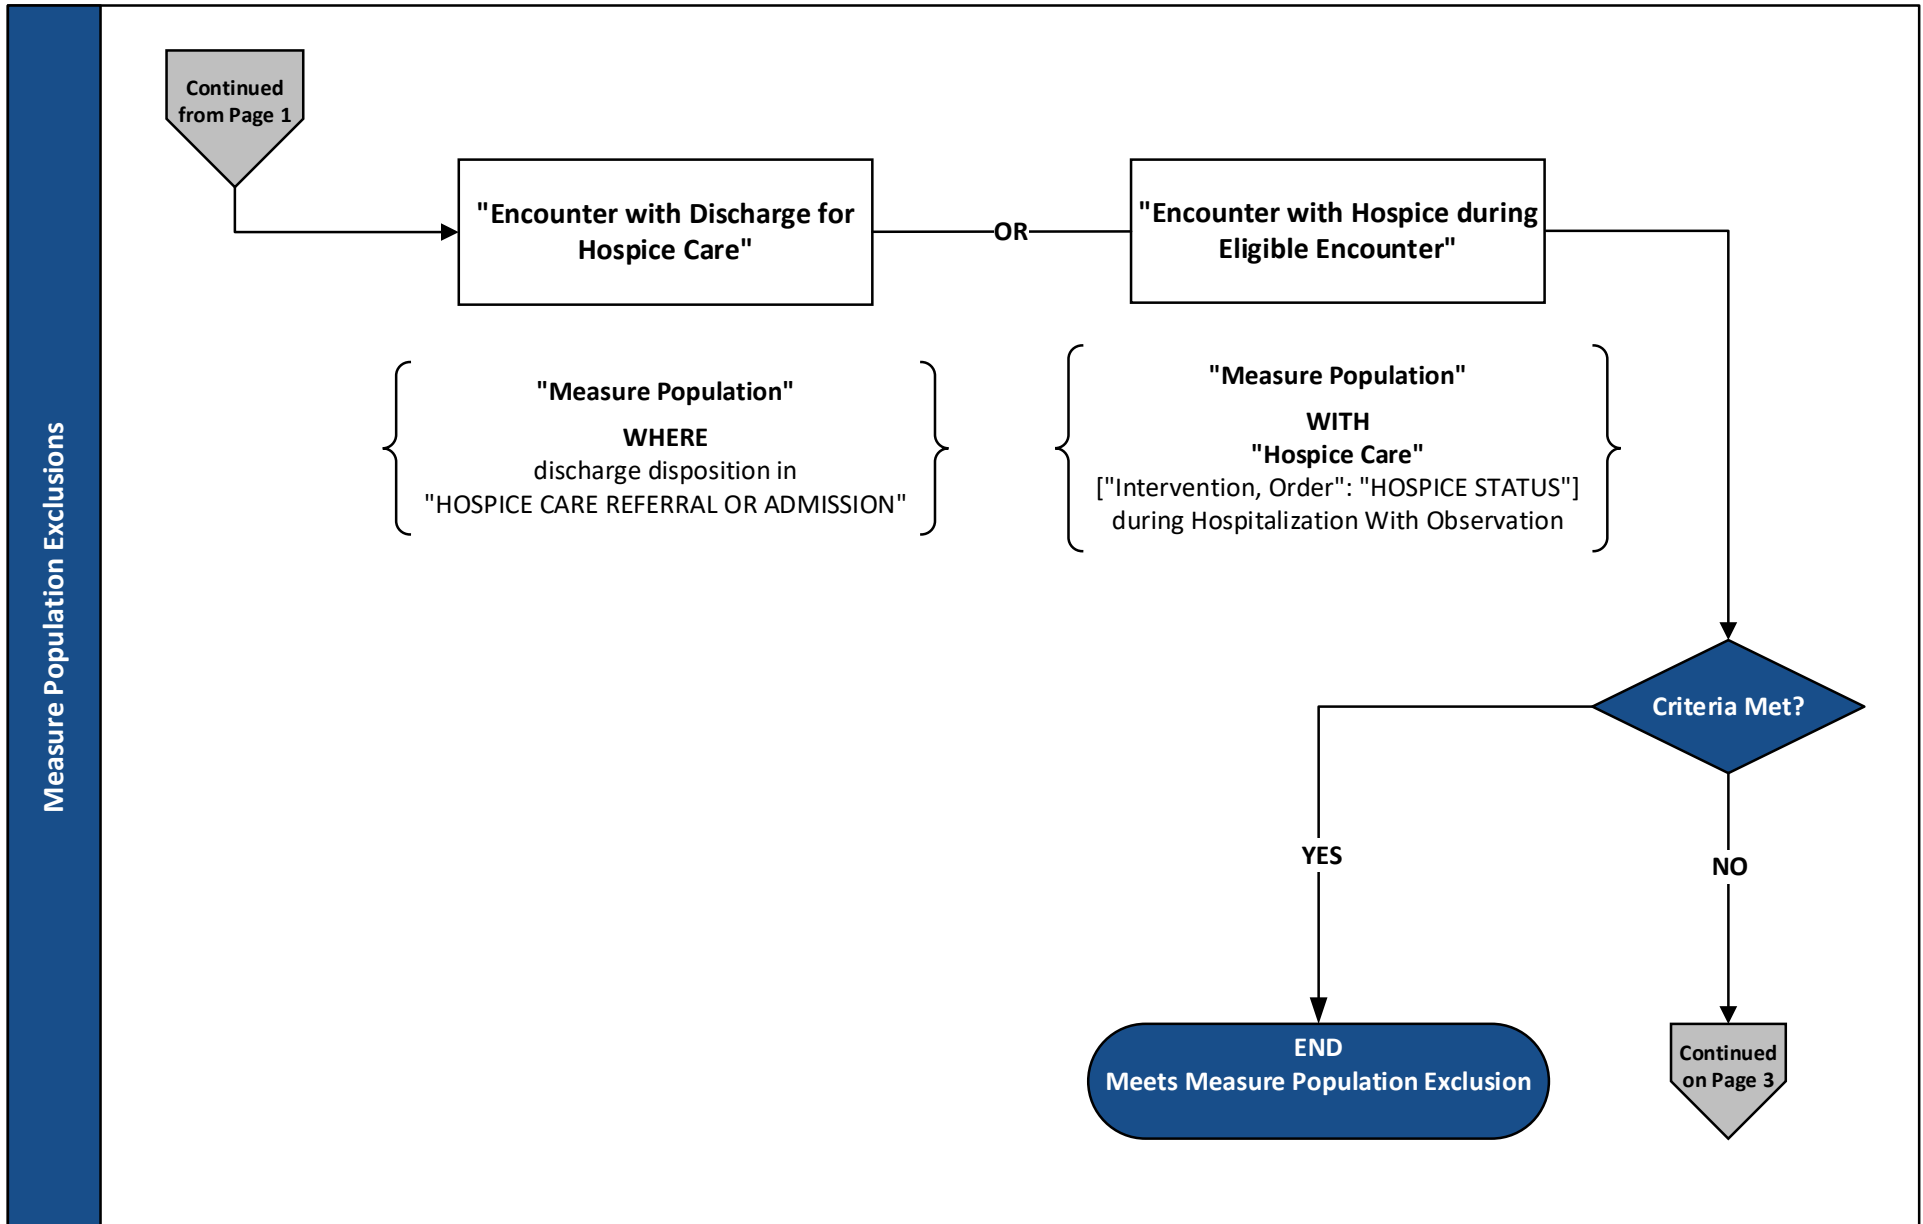 Measure Population Exclusions
Continued
from Page 1
"Encounter with Discharge for
Hospice Care"
OR
"Encounter with Hospice during
Eligible Encounter"
"Measure Population"
WHERE
discharge disposition in
"HOSPICE CARE REFERRAL OR ADMISSION"
"Measure Population"
WITH
"Hospice Care"
["Intervention, Order": "HOSPICE STATUS"]
during Hospitalization With Observation
Criteria Met?
YES
NO
END
Meets Measure Population Exclusion
Continued
on Page 3